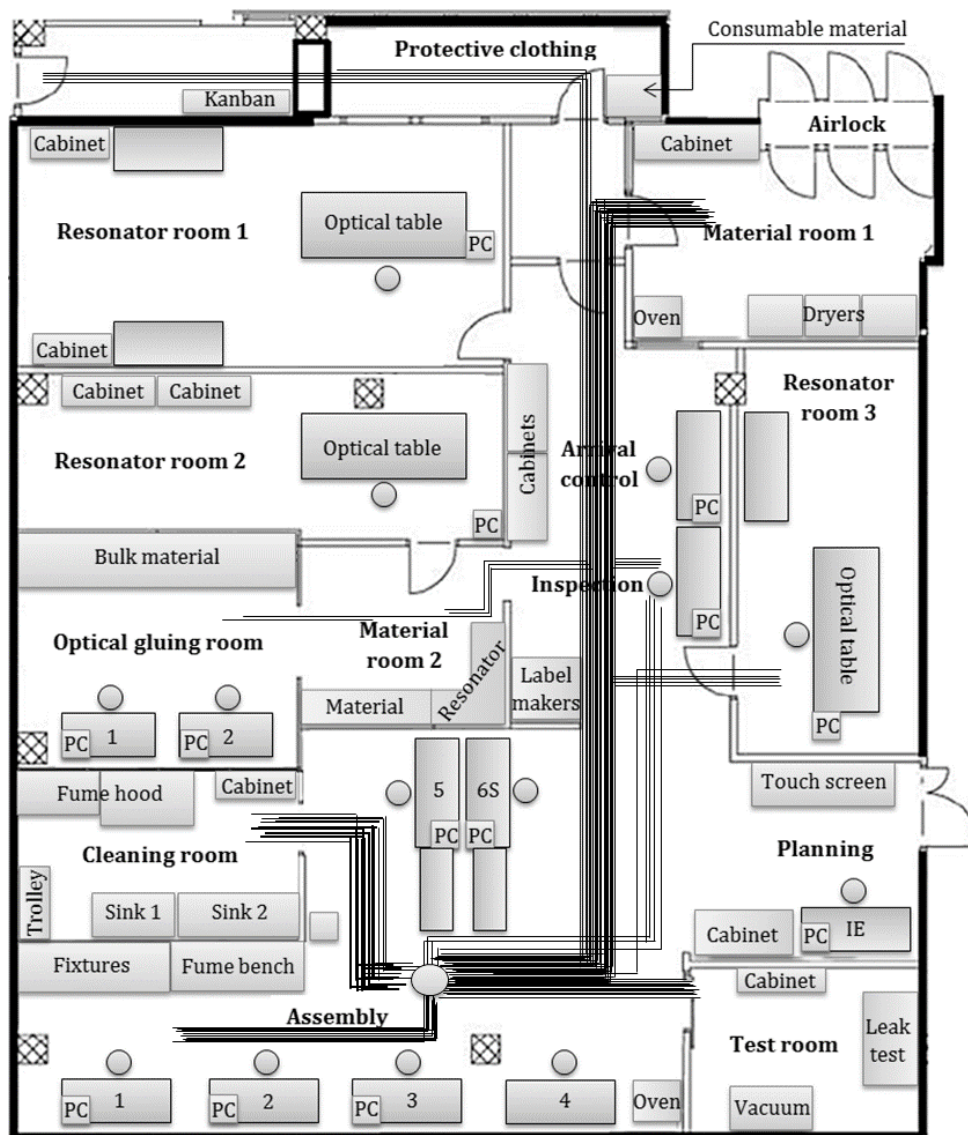 Protective clothing
Consumable material
Kanban
Cabinet
Airlock
Cabinet
Resonator room 1
Optical table
PC
Material room 1
Cabinet
Oven
Dryers
Cabinet
Cabinet
Resonator
room 3
Resonator room 2
Optical table
Cabinets
Arrival
control
PC
PC
Bulk material
Inspection
PC
Optical table
Optical gluing room
Material
room 2
Resonator
Material
Label
makers
PC
1
PC
2
PC
Fume hood
Cabinet
5
6S
Touch screen
PC
PC
Cleaning room
Planning
Trolley
Sink 1
Sink 2
Cabinet
PC
IE
Fixtures
Fume bench
Cabinet
Assembly
Test room
Leak
test
PC
1
PC
2
PC
3
4
Oven
Vacuum